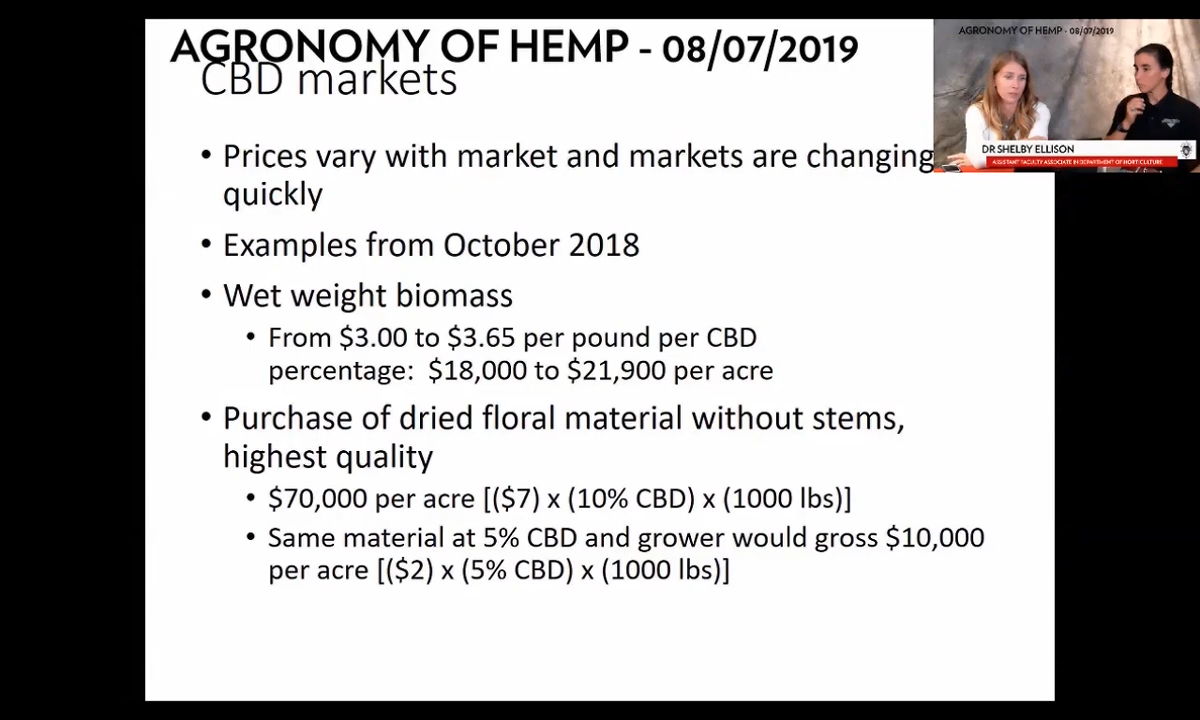 AGRONOMY OF HEMP - 08/07/2019
CBD markets
AGRONOMY OF HEMP - 08/07/2019
DR SHELBY ELLISON
ASSISTANT FACULTY ASSOCIATE IN DEPARTMENT OF HORTICULTURE
• Prices vary with market and markets are changing
quickly
• Examples from October 2018
• Wet weight biomass
• From $3.00 to $3.65 per pound per CBD
percentage: $18,000 to $21,900 per acre
• Purchase of dried floral material without stems,
highest quality
• $70,000 per acre [($7) x (10% CBD) x (1000 lbs)]
• Same material at 5% CBD and grower would gross $10,000
per acre [($2) x (5% CBD) x (1000 lbs)]